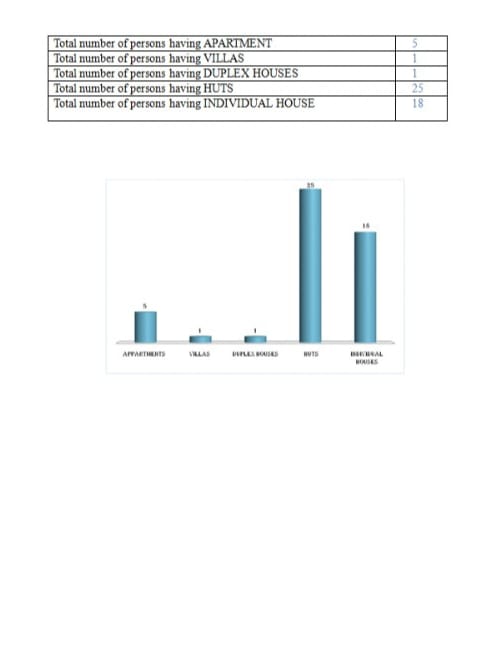 Total number of persons having APARTMENT 5
Total number of persons having VILLAS 1
Total number of persons having DUPLEX HOUSES 1
Total number of persons having HUTS 25
Total number of persons having INDIVIDUAL HOUSE 18
25
18
5
1 1
APPARTMENTS VILLAS DUPLEX HOUSES HUTS INDIVIDUAL
HOUSES